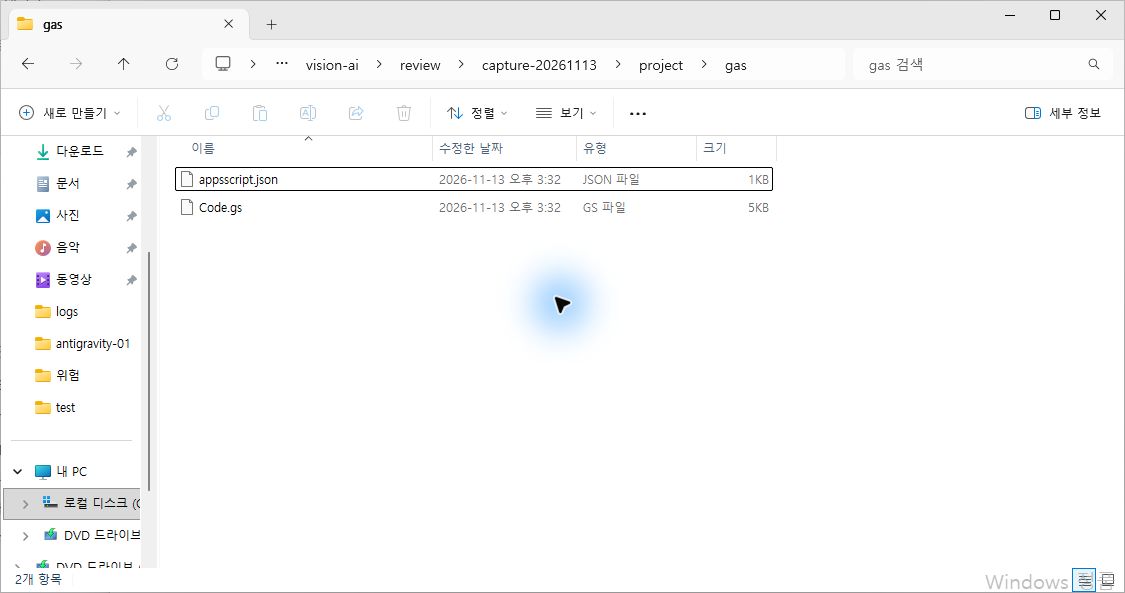 gas
… vision-ai > review > capture-20261113 > project > gas
gas 검색
새로 만들기
정렬
보기
세부 정보
이름 수정한 날짜 유형 크기
appsscript.json 2026-11-13 오후 3:32 JSON 파일 1KB
Code.gs 2026-11-13 오후 3:32 GS 파일 5KB
다운로드
문서
사진
음악
동영상
logs
antigravity-01
위험
test
내 PC
로컬 디스크 (C
DVD 드라이브
DVD 드라이브
2개 항목
Windows